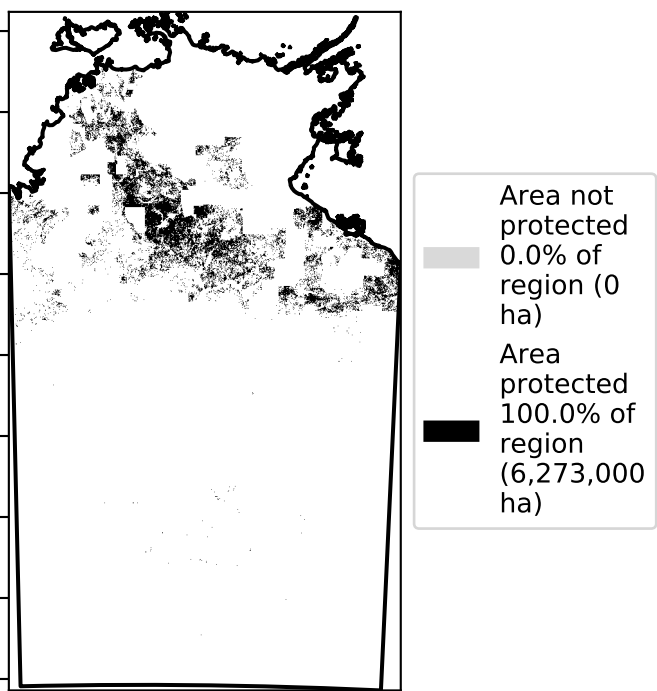 Area not
protected
0.0% of
region (0
ha)
Area
protected
100.0% of
region
(6,273,000
ha)